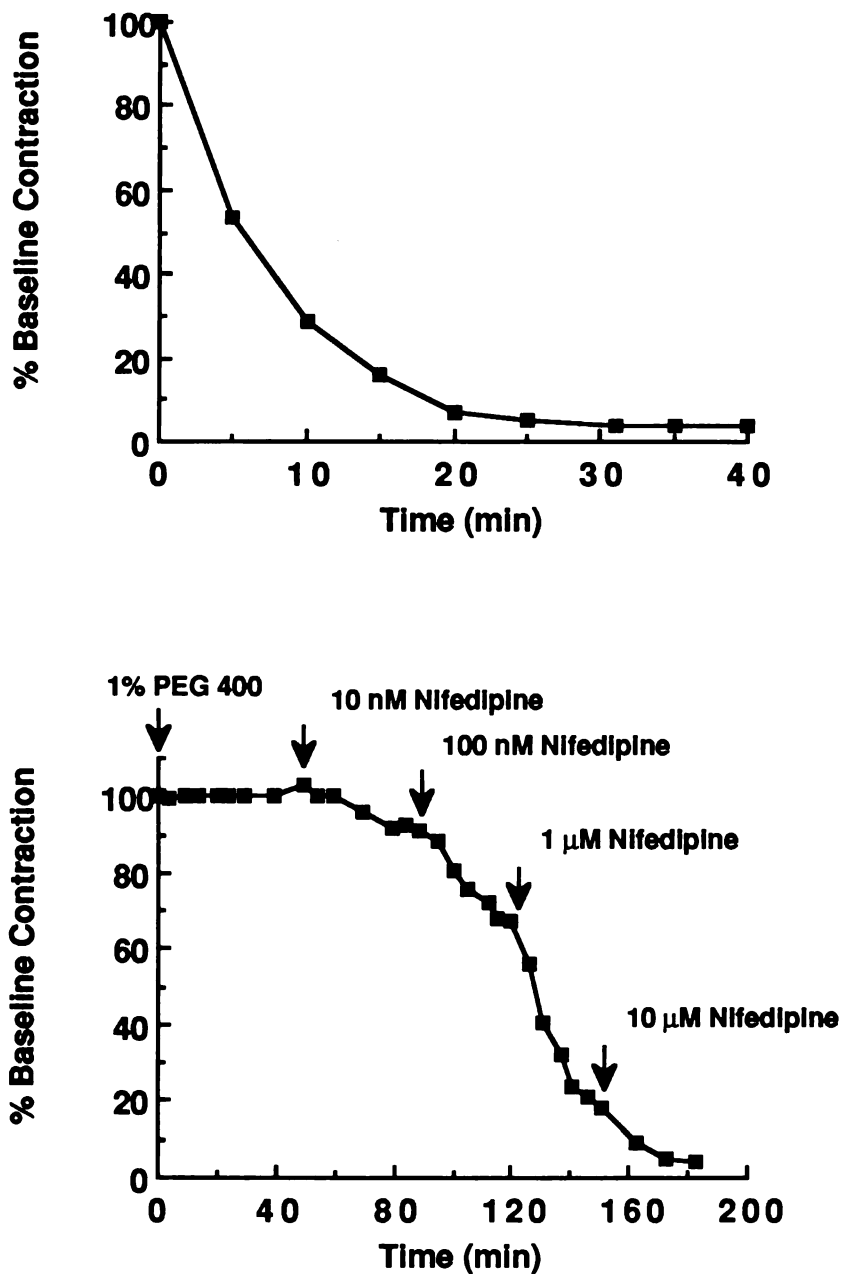 % Baseline Contraction
100
80
60
40
20
0
0 10 20 30 40
Time (min)
1% PEG 400
10 nM Nifedipine
100 nM Nifedipine
1 μM Nifedipine
10 μM Nifedipine
% Baseline Contraction
100
80
60
40
20
0
0 40 80 120 160 200
Time (min)